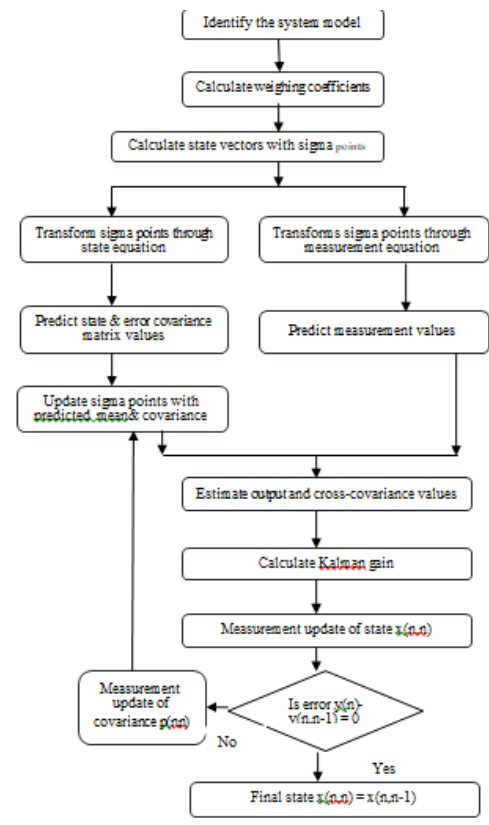 Identify the system model
Calculate weighing coefficients
Calculate state vectors with sigma points
Transform sigma points through
state equation
Transforms sigma points through
measurement equation
Predict state & error covariance
matrix values
Predict measurement values
Update sigma points with
predicted mean& covariance
Estimate output and cross-covariance values
Calculate Kalman gain
Measurement update of state x(n,n)
Measurement
update of
covariance p(n,n)
Is error y(n)-
y(n,n-1) = 0
No
Yes
Final state x(n,n) = x(n,n-1)